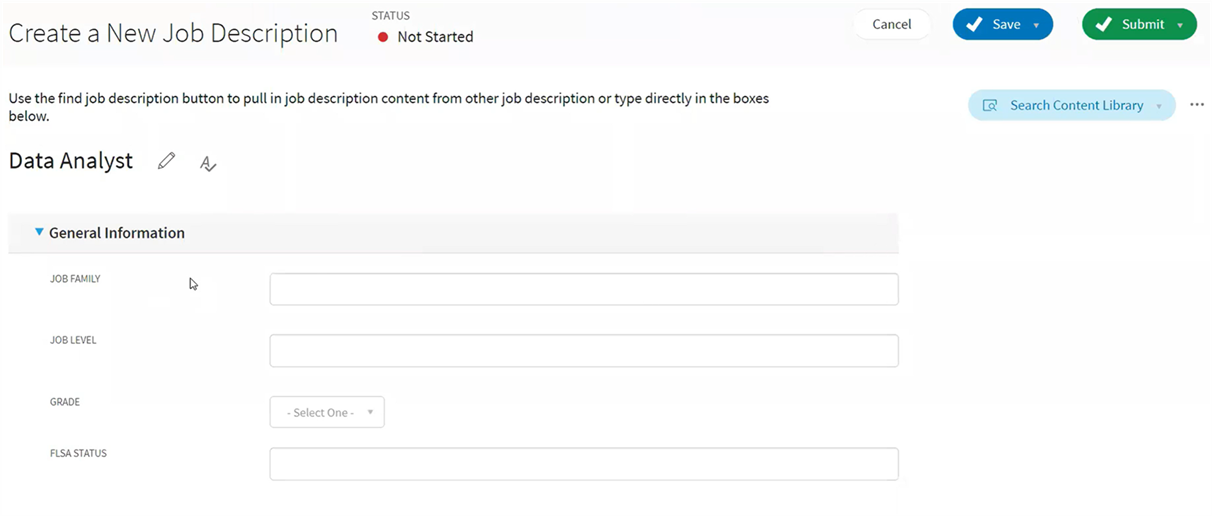 Create a New Job Description
STATUS
Not Started
Cancel
Save
Submit
Use the find job description button to pull in job description content from other job description or type directly in the boxes
below.
Search Content Library
Data Analyst
General Information
JOB FAMILY
JOB LEVEL
GRADE
- Select One -
FLSA STATUS